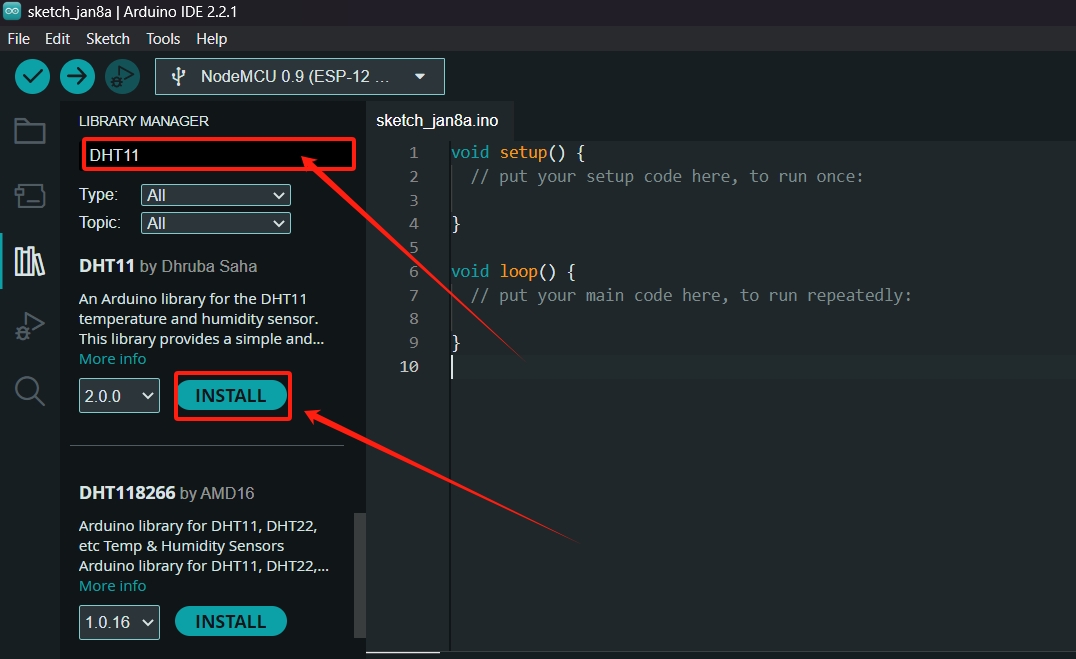 sketch_jan8a | Arduino IDE 2.2.1
File Edit Sketch Tools Help
NodeMCU 0.9 (ESP-12 ...
LIBRARY MANAGER
DHT11
Type: All
Topic: All
DHT11 by Dhruba Saha
An Arduino library for the DHT11
temperature and humidity sensor.
This library provides a simple and...
More info
2.0.0 INSTALL
DHT118266 by AMD16
Arduino library for DHT11, DHT22,
etc Temp & Humidity Sensors
Arduino library for DHT11, DHT22,...
More info
1.0.16 INSTALL
sketch_jan8a.ino
1 void setup() {
2 // put your setup code here, to run once:
3
4 }
5
6 void loop() {
7 // put your main code here, to run repeatedly:
8
9 }
10